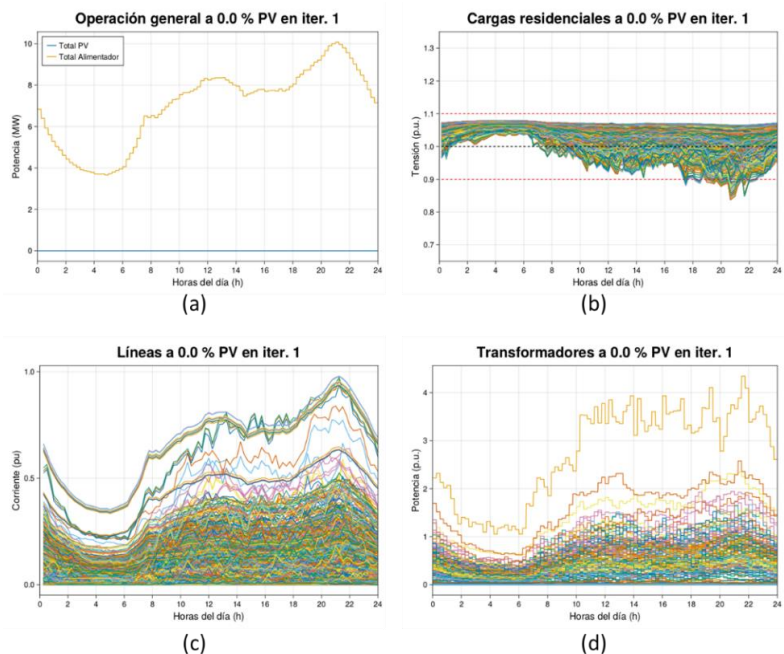 Operación general a 0.0 % PV en iter. 1
Total PV
Total Alimentador
Potencia (MW)
10
8
6
4
2
0
0 2 4 6 8 10 12 14 16 18 20 22 24
Horas del día (h)
(a)
Cargas residenciales a 0.0 % PV en iter. 1
Tensión (p.u.)
1.3
1.2
1.1
1.0
0.9
0.8
0.7
0 2 4 6 8 10 12 14 16 18 20 22 24
Horas del día (h)
(b)
Líneas a 0.0 % PV en iter. 1
Corriente (pu)
1.0
0.5
0.0
0 2 4 6 8 10 12 14 16 18 20 22 24
Horas del día (h)
(c)
Transformadores a 0.0 % PV en iter. 1
Potencia (p.u.)
4
3
2
1
0
0 2 4 6 8 10 12 14 16 18 20 22 24
Horas del día (h)
(d)